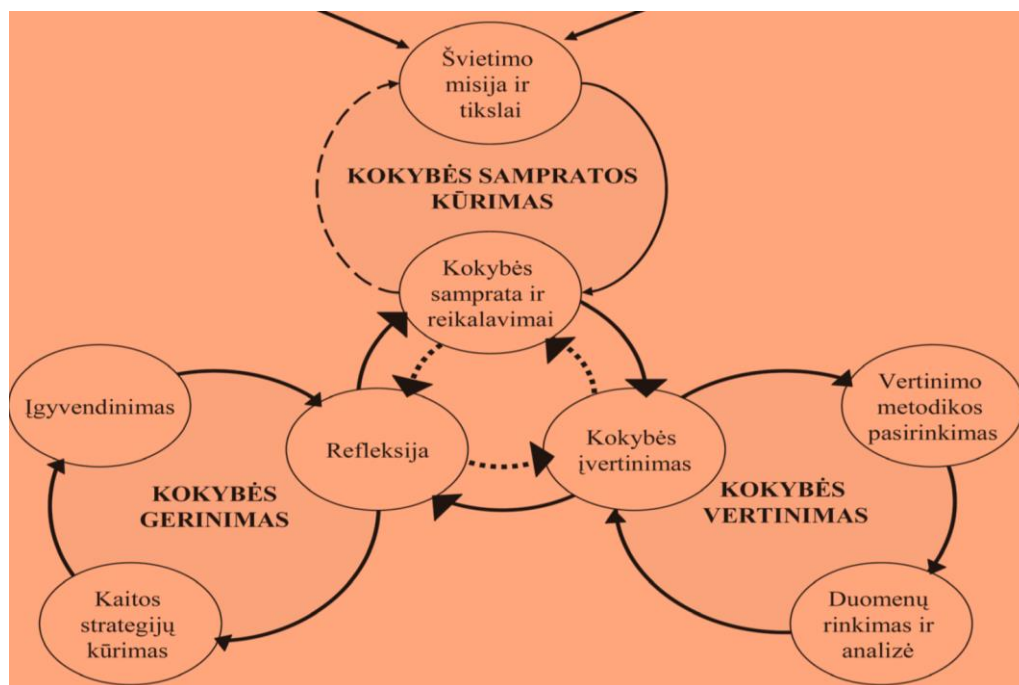 Švietimo
misija ir
tikslai
KOKYBĖS SAMPRATOS
KŪRIMAS
Kokybės
samprata ir
reikalavimai
Įgyvendinimas
Refleksija
Kokybės
įvertinimas
Vertinimo
metodikos
pasirinkimas
KOKYBĖS
GERINIMAS
KOKYBĖS
VERTINIMAS
Kaitos
strategijų
kūrimas
Duomenų
rinkimas ir
analizė